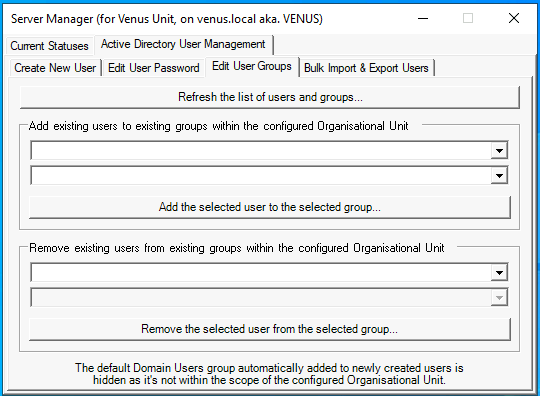 Server Manager (for Venus Unit, on venus.local aka. VENUS)
Current Statuses
Active Directory User Management
Create New User
Edit User Password
Edit User Groups
Bulk Import & Export Users
Refresh the list of users and groups...
Add existing users to existing groups within the configured Organisational Unit
Add the selected user to the selected group...
Remove existing users from existing groups within the configured Organisational Unit
Remove the selected user from the selected group...
The default Domain Users group automatically added to newly created users is
hidden as it's not within the scope of the configured Organisational Unit.